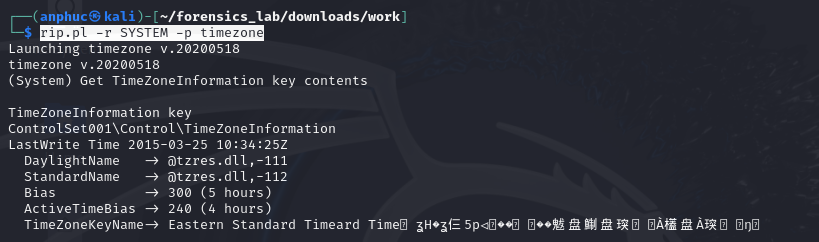 ┌──(anphuc㉿kali)-[~/forensics_lab/downloads/work]
└─$ rip.pl -r SYSTEM -p timezone
Launching timezone v.20200518
timezone v.20200518
(System) Get TimeZoneInformation key contents
TimeZoneInformation key
ControlSet001\Control\TimeZoneInformation
LastWrite Time 2015-03-25 10:34:25Z
DaylightName -> @tzres.dll,-111
StandardName -> @tzres.dll,-112
Bias -> 300 (5 hours)
ActiveTimeBias -> 240 (4 hours)
TimeZoneKeyName-> Eastern Standard Timeard Time